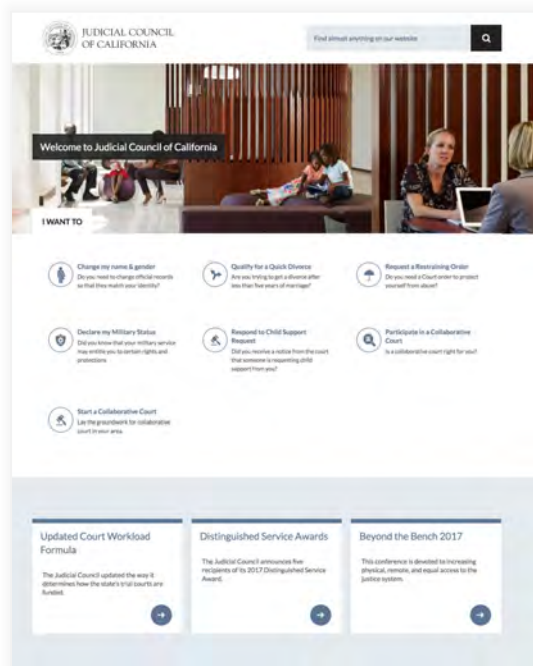 JUDICIAL COUNCIL
OF CALIFORNIA
Find almost anything on our website
Welcome to Judicial Council of California
I WANT TO
Change my name & gender
Do you need to change official records
so that they match your identity?
Qualify for a Quick Divorce
Are you trying to get a divorce after
less than five years of marriage?
Request a Restraining Order
Do you need a Court order to protect
yourself from abuse?
Declare my Military Status
Did you know that your military service
may entitle you to certain rights and
protections
Respond to Child Support
Request
Did you receive a notice from the court
that someone is requesting child
support from you?
Participate in a Collaborative
Court
Is a collaborative court right for you?
Start a Collaborative Court
Lay the groundwork for collaborative
court in your area.
Updated Court Workload
Formula
The Judicial Council updated the way it
determines how the state's trial courts are
funded.
Distinguished Service Awards
The Judicial Council announces five
recipients of its 2017 Distinguished Service
Award.
Beyond the Bench 2017
This conference is devoted to increasing
physical, remote, and equal access to the
justice system.